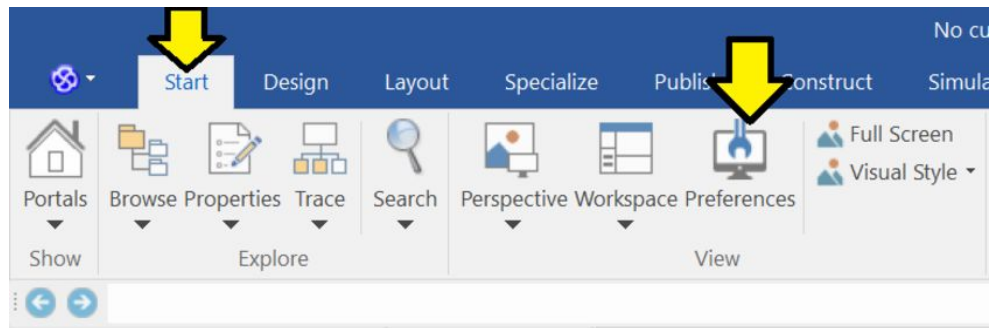 No cu
Start Design Layout Specialize Construct Simula
Full Screen
Visual Style
Portals Browse Properties Trace Search Perspective Workspace Preferences
Show Explore View